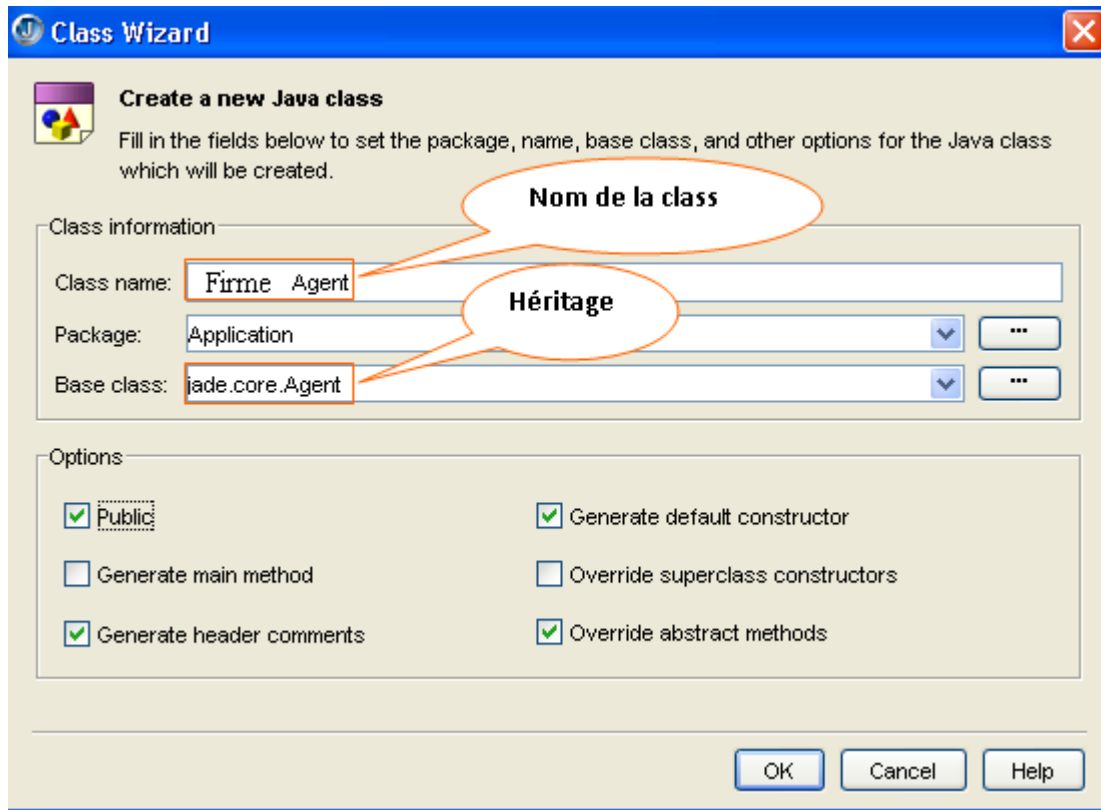 Class Wizard
Create a new Java class
Fill in the fields below to set the package, name, base class, and other options for the Java class
which will be created.
Nom de la class
Class information
Class name: Firme Agent
Héritage
Package: Application ...
Base class: jade.core.Agent ...
Options
Public
Generate default constructor
Generate main method
Override superclass constructors
Generate header comments
Override abstract methods
OK Cancel Help